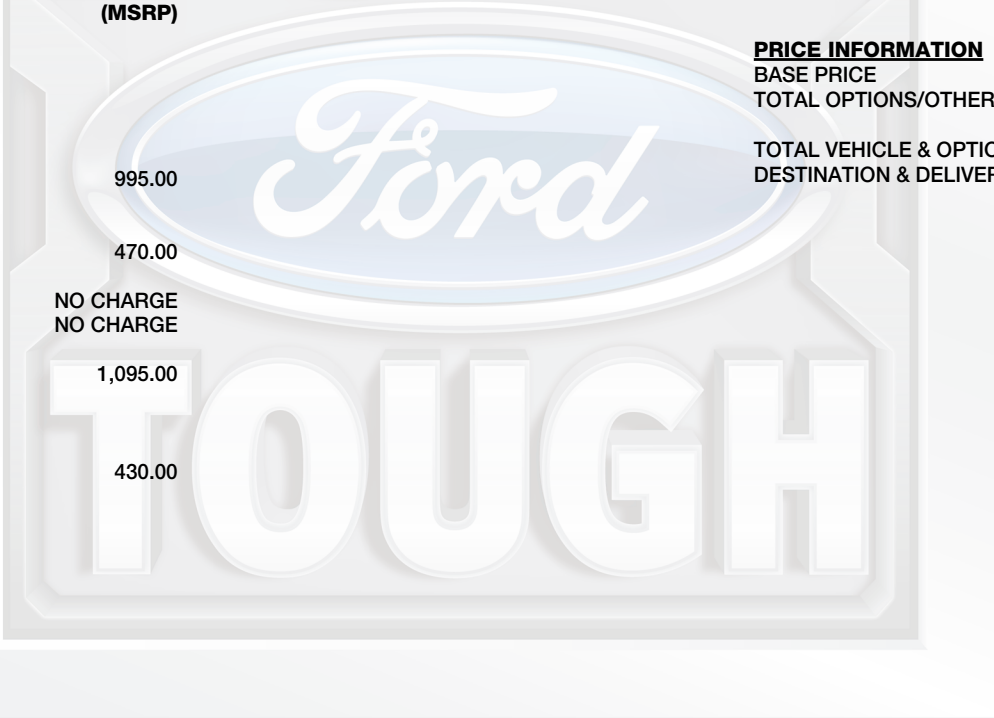 (MSRP)
995.00
470.00
NO CHARGE
NO CHARGE
1,095.00
430.00
PRICE INFORMATION
BASE PRICE
TOTAL OPTIONS/OTHER
TOTAL VEHICLE & OPTIO
DESTINATION & DELIVER
Ford
TOUGH